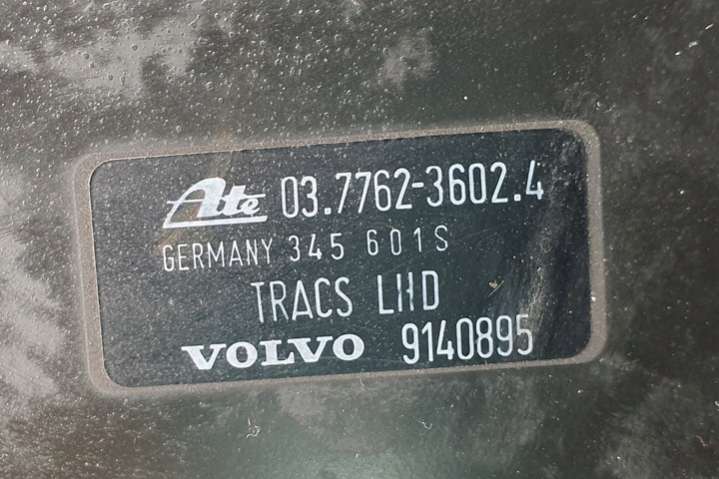 Ate 03.7762-3602.4
GERMANY 345 601S
TRACS LHD
VOLVO 9140895